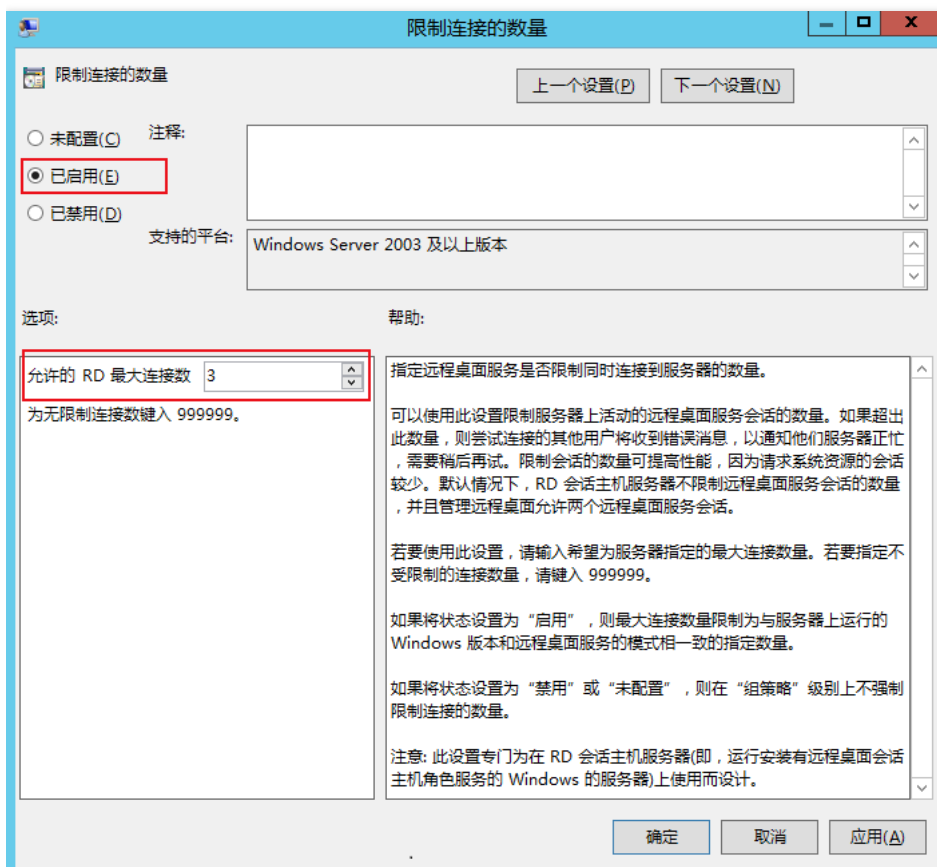 限制连接的数量
限制连接的数量
上一个设置(P)
下一个设置(N)
未配置(C)
注释:
已启用(E)
已禁用(D)
支持的平台:
Windows Server 2003 及以上版本
选项:
帮助:
允许的 RD 最大连接数
3
为无限制连接数键入 999999。
指定远程桌面服务是否限制同时连接到服务器的数量。
可以使用此设置限制服务器上活动的远程桌面服务会话的数量。如果超出
此数量，则尝试连接的其他用户将收到错误消息，以通知他们服务器正忙
，需要稍后再试。限制会话的数量可提高性能，因为请求系统资源的会话
较少。默认情况下，RD 会话主机服务器不限制远程桌面服务会话的数量
，并且管理远程桌面允许两个远程桌面服务会话。
若要使用此设置，请输入希望为服务器指定的最大连接数量。若要指定不
受限制的连接数量，请键入 999999。
如果将状态设置为“启用”，则最大连接数量限制为与服务器上运行的
Windows 版本和远程桌面服务的模式相一致的指定数量。
如果将状态设置为“禁用”或“未配置”，则在“组策略”级别上不强制
限制连接的数量。
注意: 此设置专门为在 RD 会话主机服务器(即，运行安装有远程桌面会话
主机角色服务的 Windows 的服务器)上使用而设计。
确定
取消
应用(A)